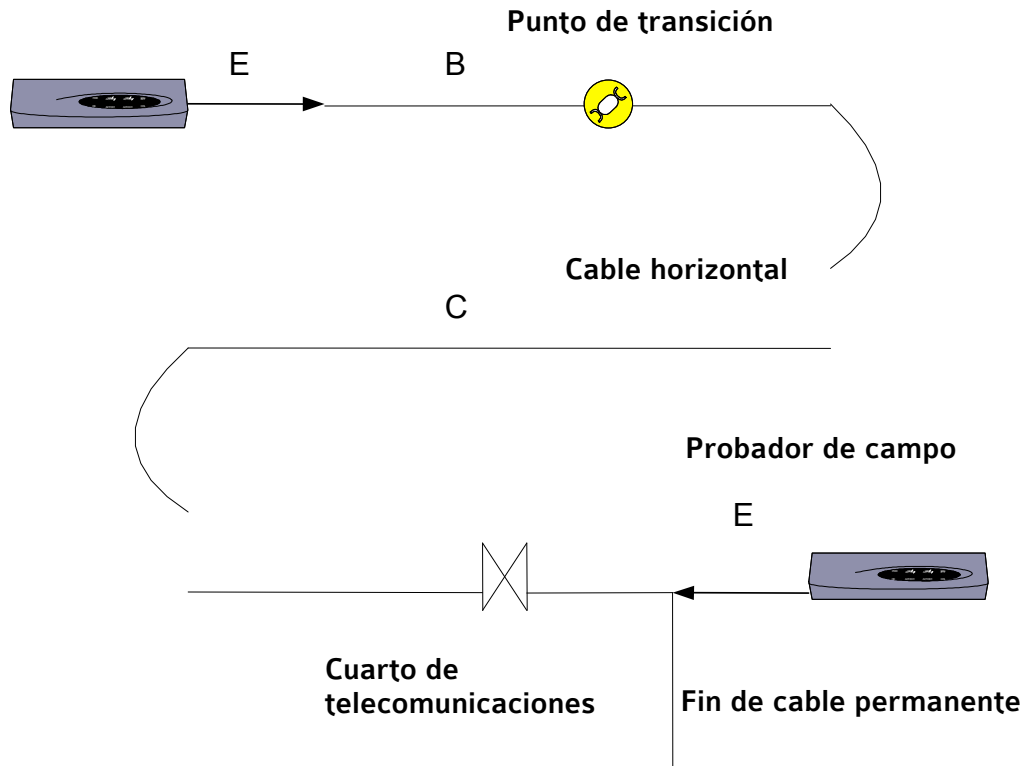 Punto de transición
E
B
Cable horizontal
C
Probador de campo
E
Cuarto de
telecomunicaciones
Fin de cable permanente